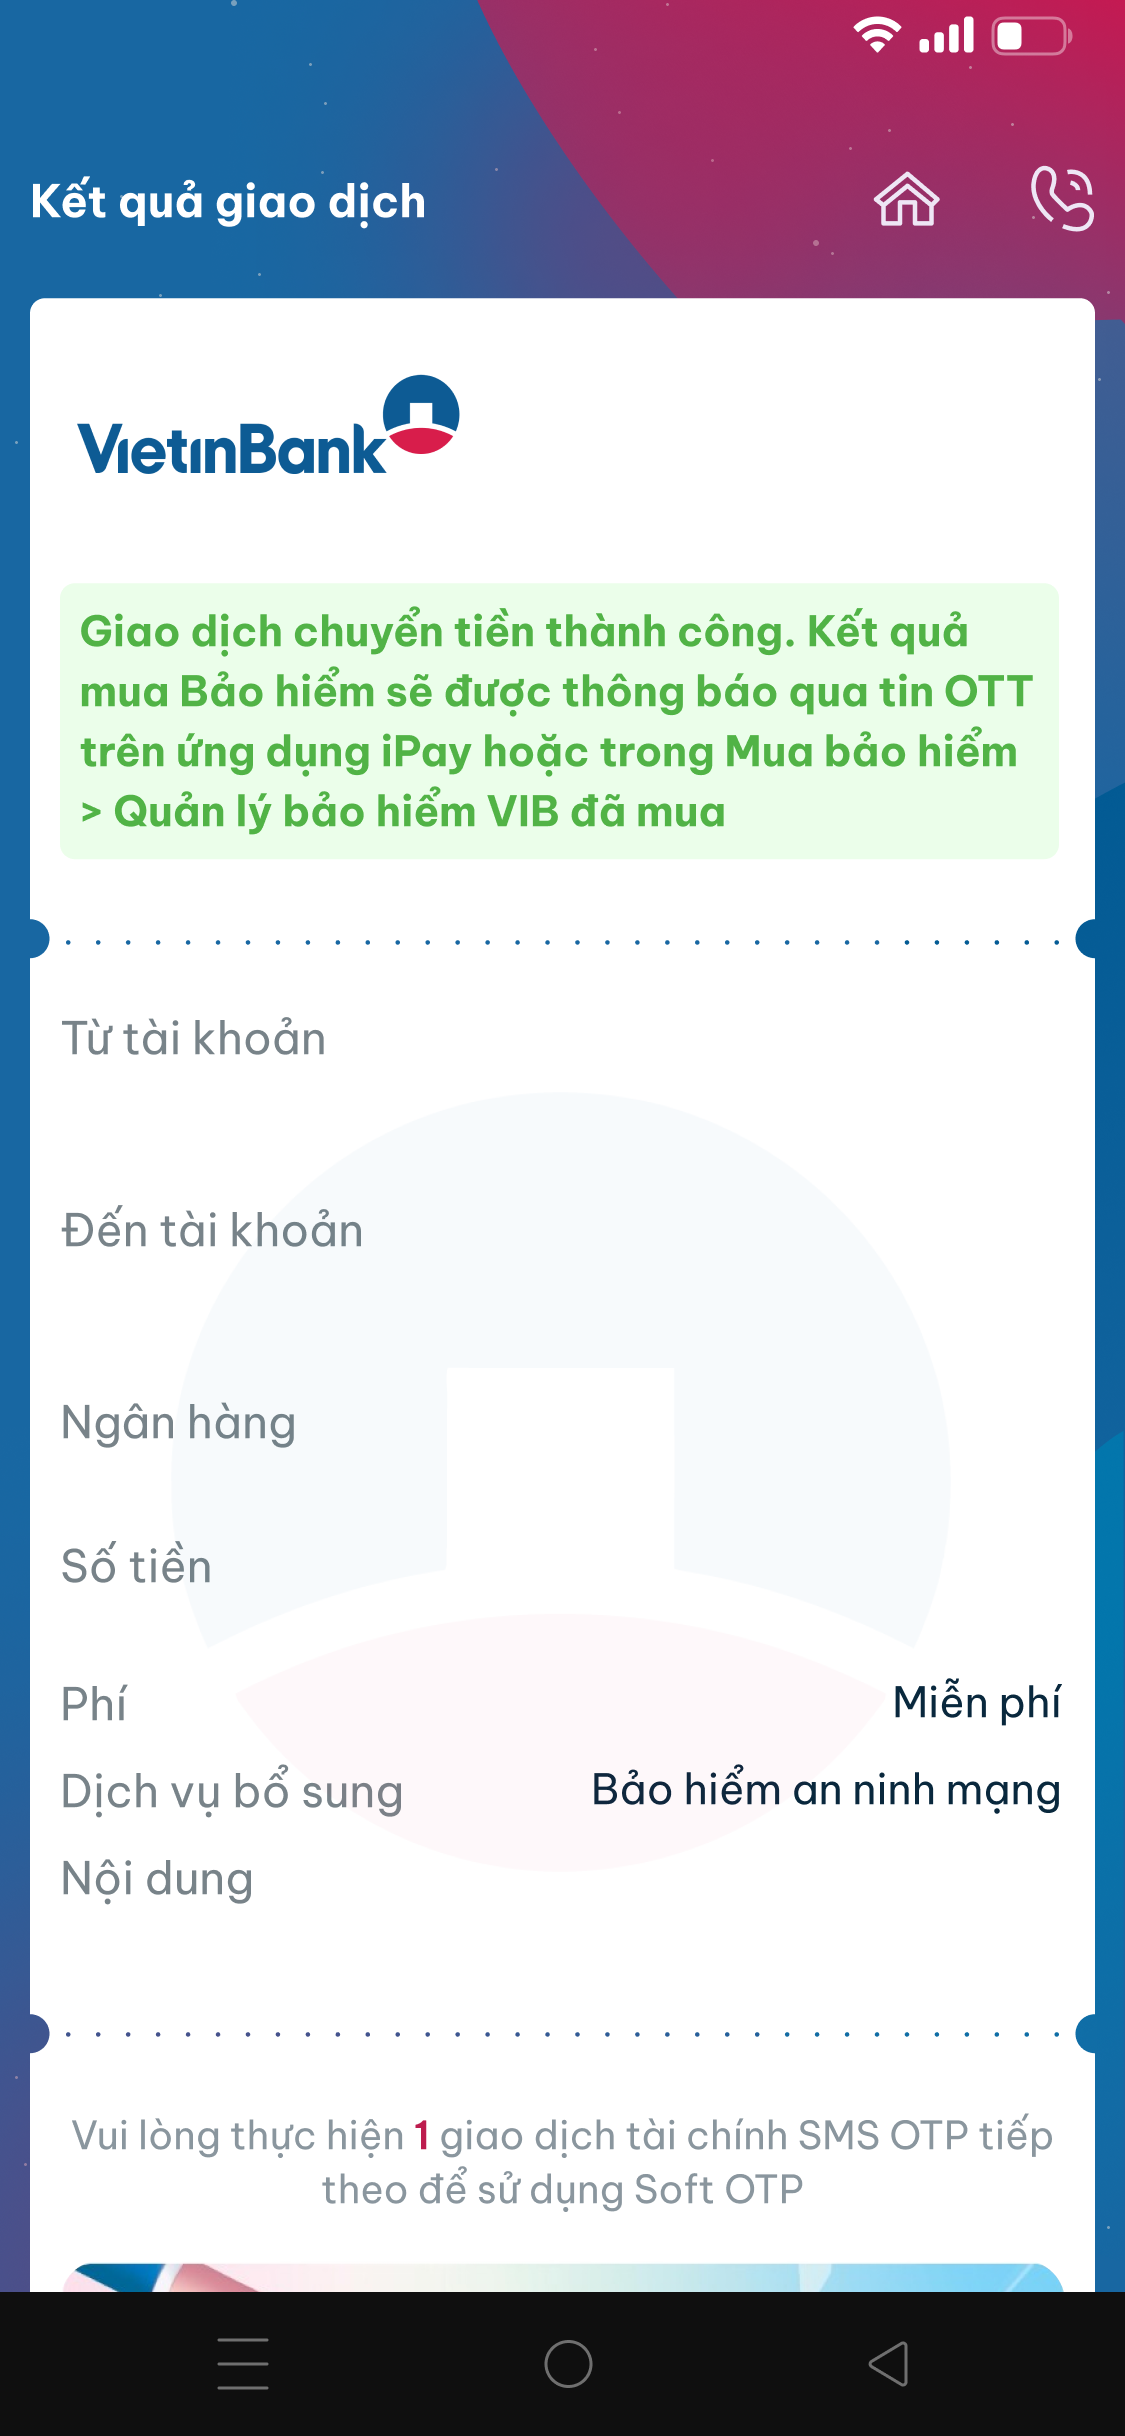 Kết quả giao dịch
VietinBank
Giao dịch chuyển tiền thành công. Kết quả
mua Bảo hiểm sẽ được thông báo qua tin OTT
trên ứng dụng iPay hoặc trong Mua bảo hiểm
> Quản lý bảo hiểm VIB đã mua
Từ tài khoản
Đến tài khoản
Ngân hàng
Số tiền
Phí Miễn phí
Dịch vụ bổ sung Bảo hiểm an ninh mạng
Nội dung
Vui lòng thực hiện 1 giao dịch tài chính SMS OTP tiếp
theo để sử dụng Soft OTP